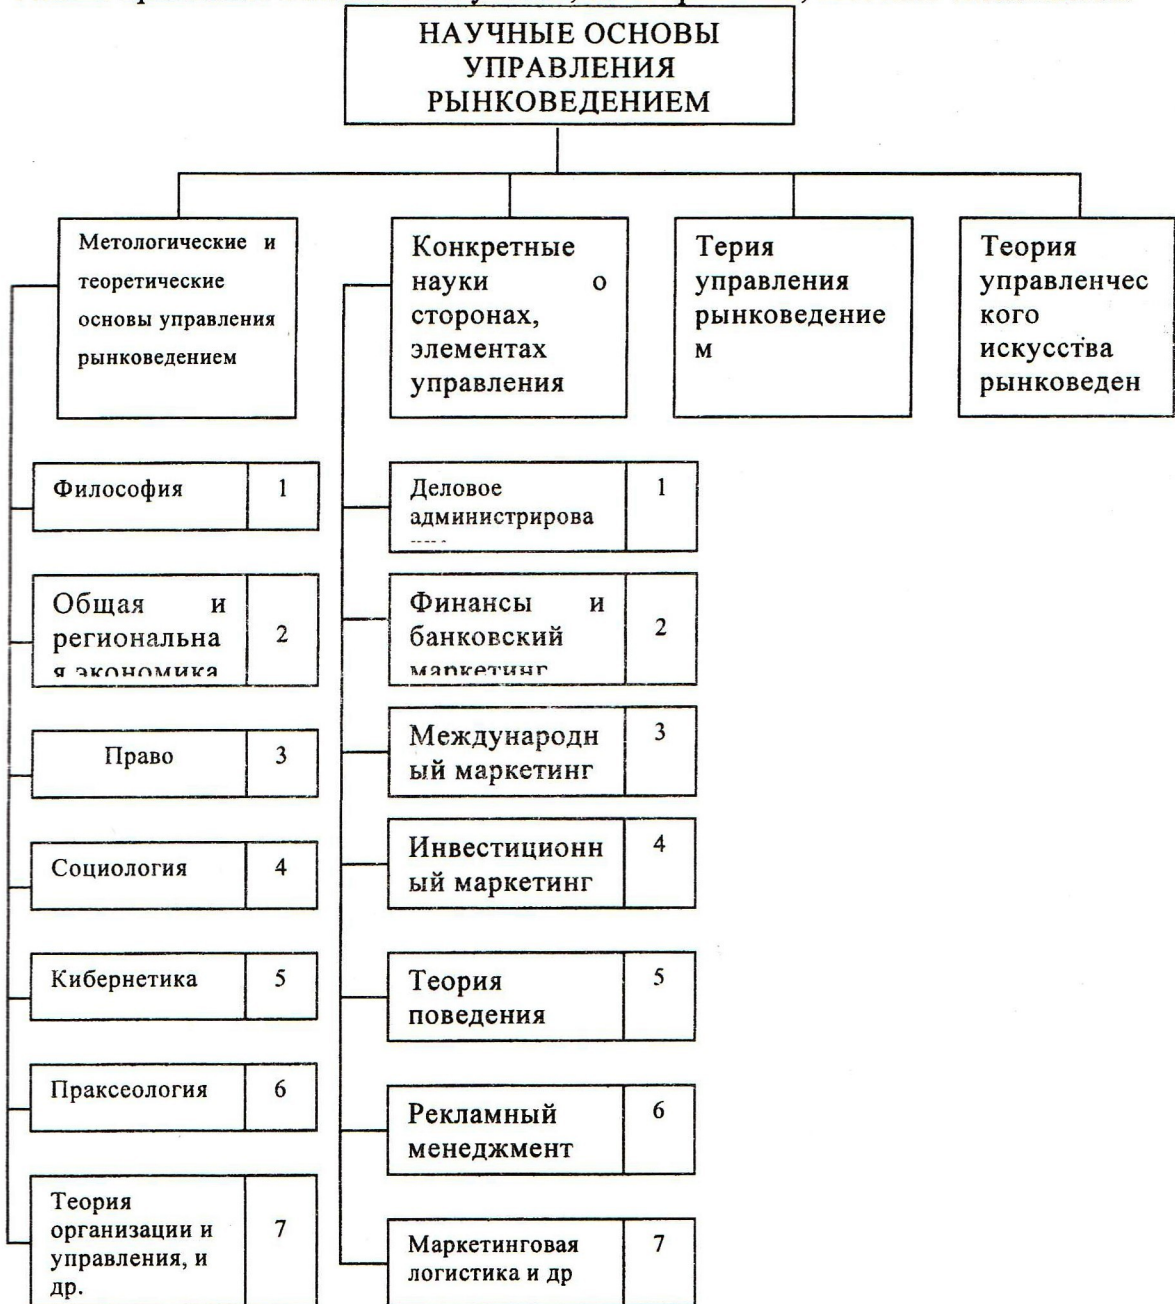 НАУЧНЫЕ ОСНОВЫ
УПРАВЛЕНИЯ
РЫНКОВЕДЕНИЕМ
Метологические и
теоретические
основы управления
рынковедением
Конкретные
науки о
сторонах,
элементах
управления
Терия
управления
рынковедение
м
Теория
управленчес
кого
искусства
рынковеден
Философия 1
Общая и
региональна
я экономика
2
Право 3
Социология 4
Кибернетика 5
Праксеология 6
Теория
организации и
управления, и
др.
7
Деловое 1
администрирова
Финансы и
банковский
маркетинг
2
Международн 3
ый маркетинг
Инвестиционн 4
ый маркетинг
Теория 5
поведения
Рекламный 6
менеджмент
Маркетинговая 7
логистика и др